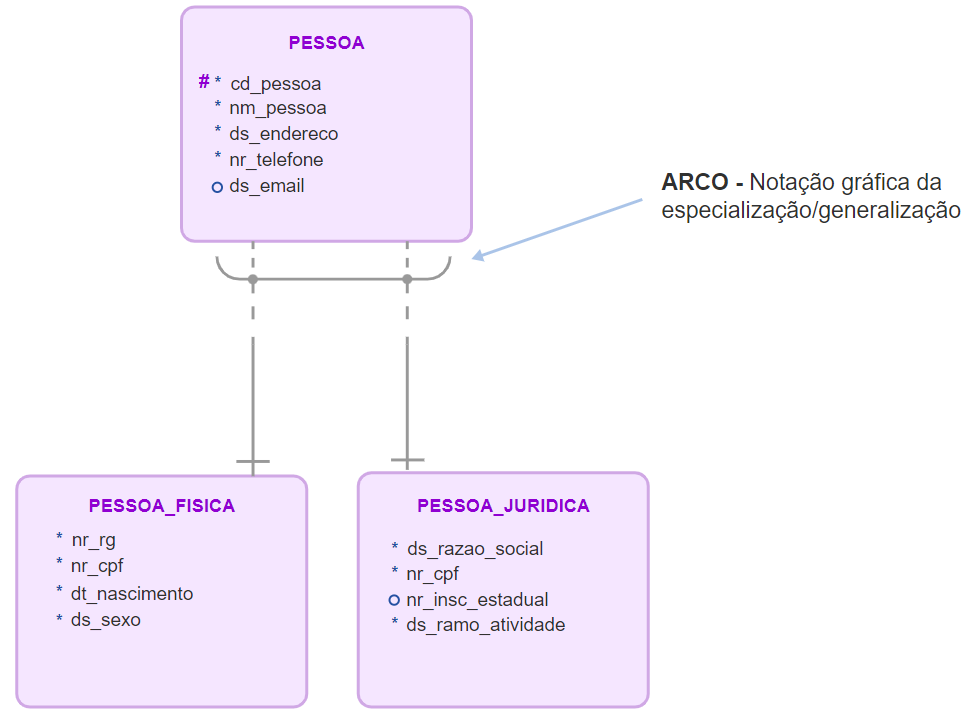 PESSOA
# * cd_pessoa
* nm_pessoa
* ds_endereco
* nr_telefone
o ds_email
ARCO - Notação gráfica da
especialização/generalização
PESSOA_FISICA
* nr_rg
* nr_cpf
* dt_nascimento
* ds_sexo
PESSOA_JURIDICA
* ds_razao_social
* nr_cpf
o nr_insc_estadual
* ds_ramo_atividade